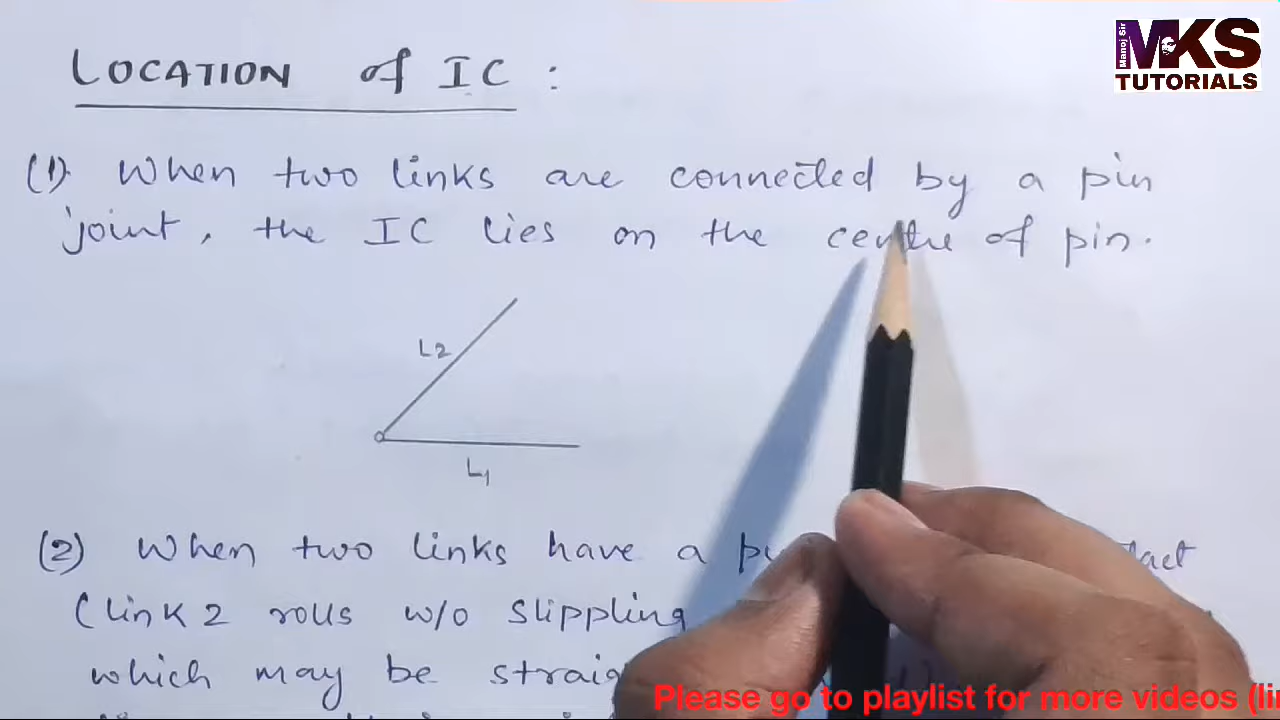 LOCATION of IC :
Manoj Sir
MKS
TUTORIALS
(1) When two links are connected by a pin
joint, the IC lies on the centre of pin.
L2
L1
(2) When two links have a
(link 2 rolls w/o slippling
which may be
Please go to playlist for more videos